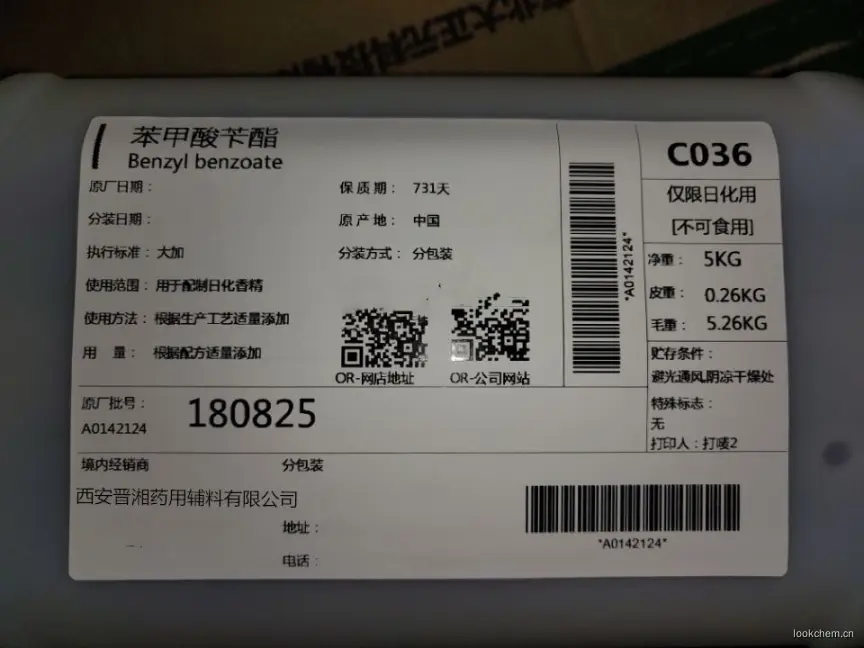 苯甲酸苄酯
Benzyl benzoate
原厂日期：
保质期： 731天
分装日期：
原产地： 中国
执行标准：大加
分装方式： 分包装
使用范围：用于配制日化香精
使用方法：根据生产工艺适量添加
用 量： 根据配方适量添加
OR-网店地址
OR-公司网站
*A0142124*
C036
仅限日化用
[不可食用]
净重： 5KG
皮重： 0.26KG
毛重： 5.26KG
贮存条件：
避光通风阴凉干燥处
特殊标志：
无
打印人：打唛2
原厂批号：
A0142124
180825
境内经销商
分包装
西安晋湘药用辅料有限公司
地址：
电话：
*A0142124*
lookchem.cn